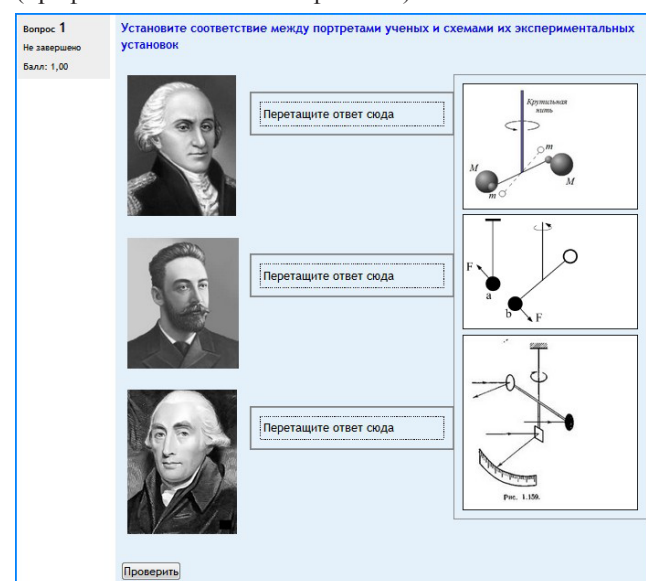 Вопрос 1
Не завершено
Балл: 1,00
Установите соответствие между портретами ученых и схемами их экспериментальных
установок
Перетащите ответ сюда
Крутильная
нить
m
M
M
m
Перетащите ответ сюда
F
a
b
F
Перетащите ответ сюда
Рис. 1.159.
Проверить